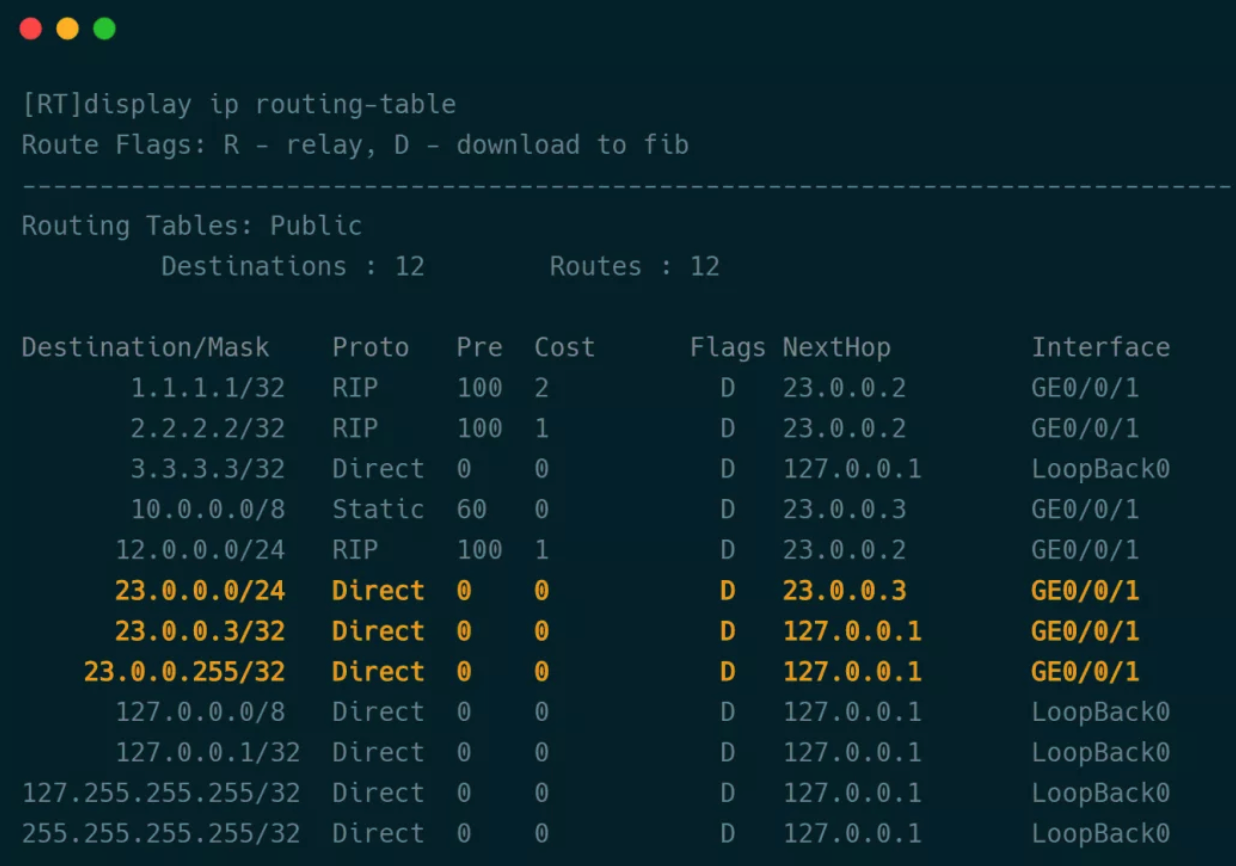 [RT]display ip routing-table
Route Flags: R - relay, D - download to fib
------------------------------------------------------------------------------
Routing Tables: Public
         Destinations : 12        Routes : 12
Destination/Mask    Proto   Pre  Cost      Flags NextHop         Interface
       1.1.1.1/32   RIP     100  2           D   23.0.0.2        GE0/0/1
       2.2.2.2/32   RIP     100  1           D   23.0.0.2        GE0/0/1
       3.3.3.3/32   Direct  0    0           D   127.0.0.1       LoopBack0
       10.0.0.0/8   Static  60   0           D   23.0.0.3        GE0/0/1
      12.0.0.0/24   RIP     100  1           D   23.0.0.2        GE0/0/1
      23.0.0.0/24   Direct  0    0           D   23.0.0.3        GE0/0/1
      23.0.0.3/32   Direct  0    0           D   127.0.0.1       GE0/0/1
    23.0.0.255/32   Direct  0    0           D   127.0.0.1       GE0/0/1
      127.0.0.0/8   Direct  0    0           D   127.0.0.1       LoopBack0
      127.0.0.1/32  Direct  0    0           D   127.0.0.1       LoopBack0
127.255.255.255/32  Direct  0    0           D   127.0.0.1       LoopBack0
255.255.255.255/32  Direct  0    0           D   127.0.0.1       LoopBack0